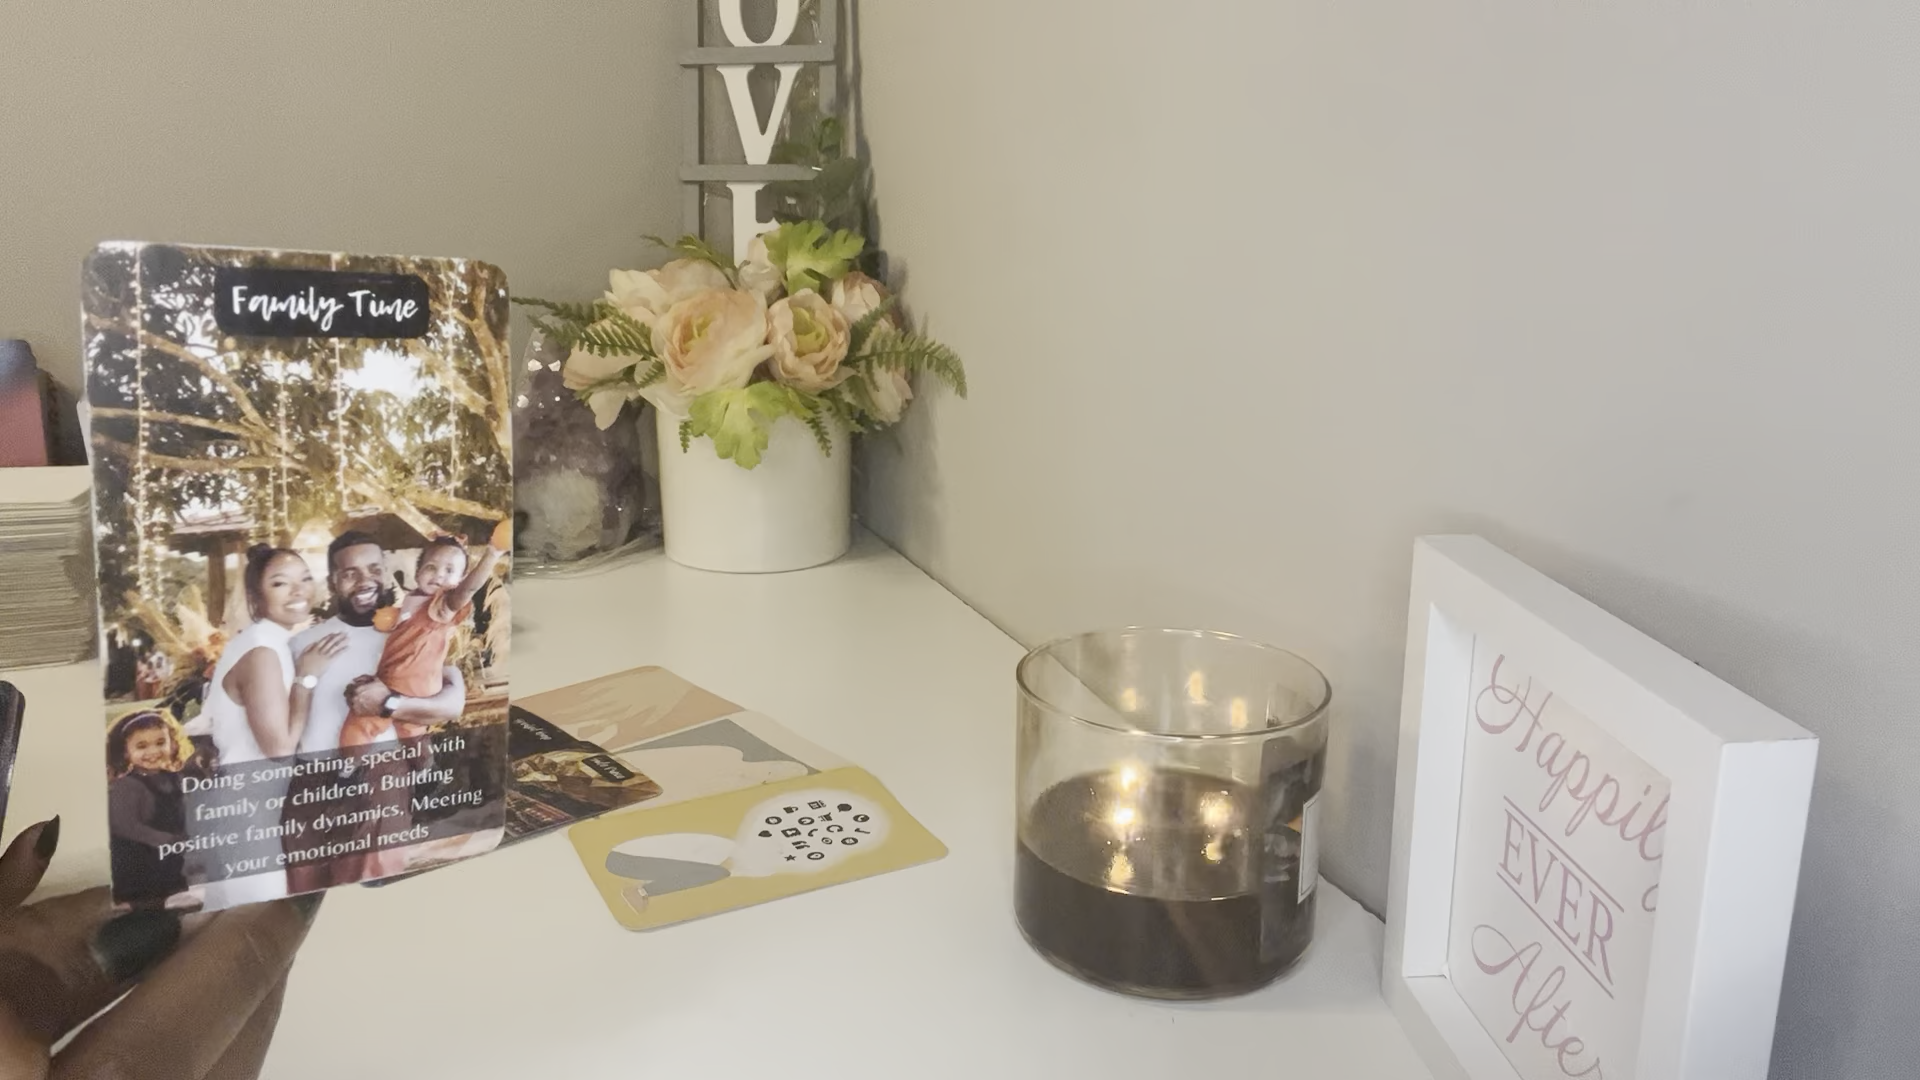 OVE
Family Time
Doing something special with
family or children, Building
positive family dynamics, Meeting
your emotional needs
Happily
EVER
After